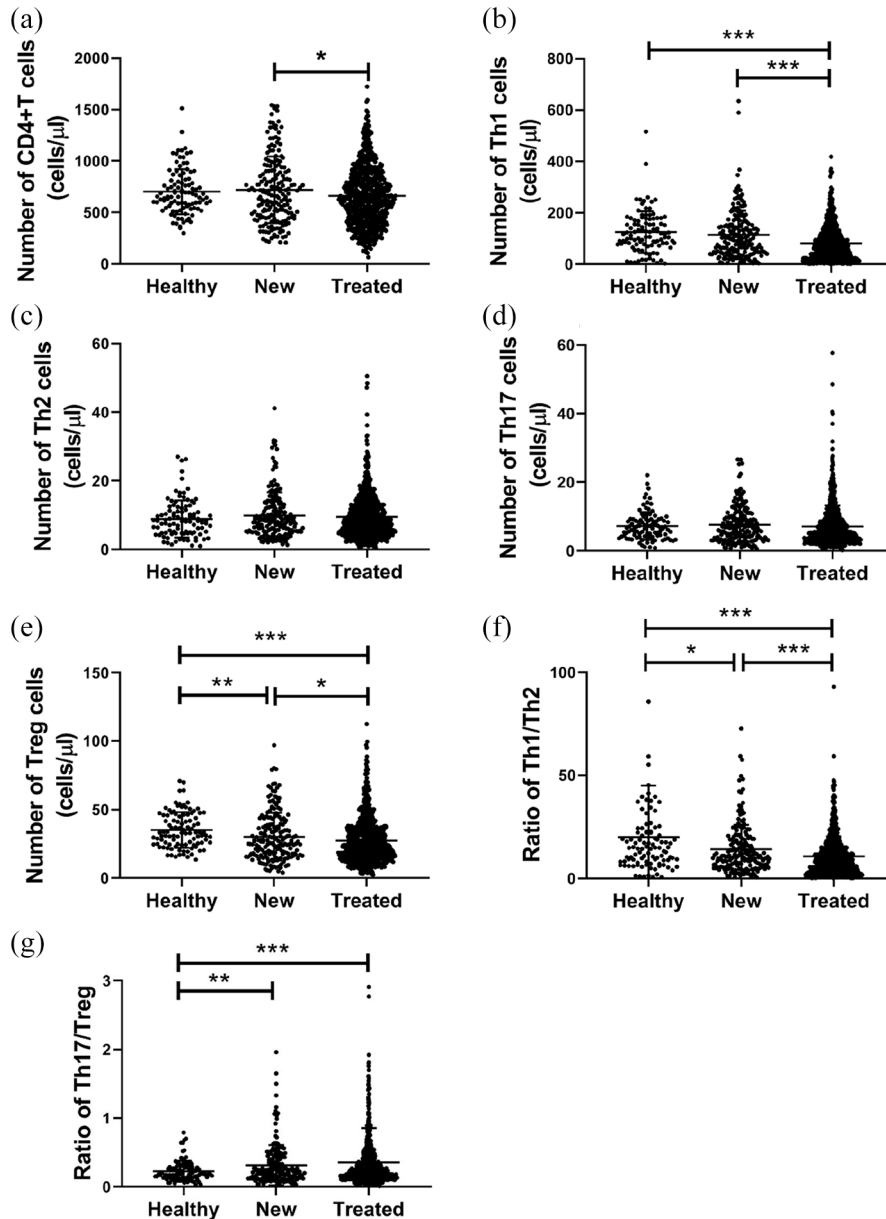 (a)
Number of CD4+T cells
(cells/μl)
2000
1500
1000
500
0
*
Healthy New Treated
(b)
Number of Th1 cells
(cells/μl)
800
600
400
200
0
***
***
Healthy New Treated
(c)
Number of Th2 cells
(cells/μl)
60
40
20
0
Healthy New Treated
(d)
Number of Th17 cells
(cells/μl)
60
40
20
0
Healthy New Treated
(e)
Number of Treg cells
(cells/μl)
150
100
50
0
***
** *
Healthy New Treated
(f)
Ratio of Th1/Th2
100
50
0
***
* ***
Healthy New Treated
(g)
Ratio of Th17/Treg
3
2
1
0
***
**
Healthy New Treated